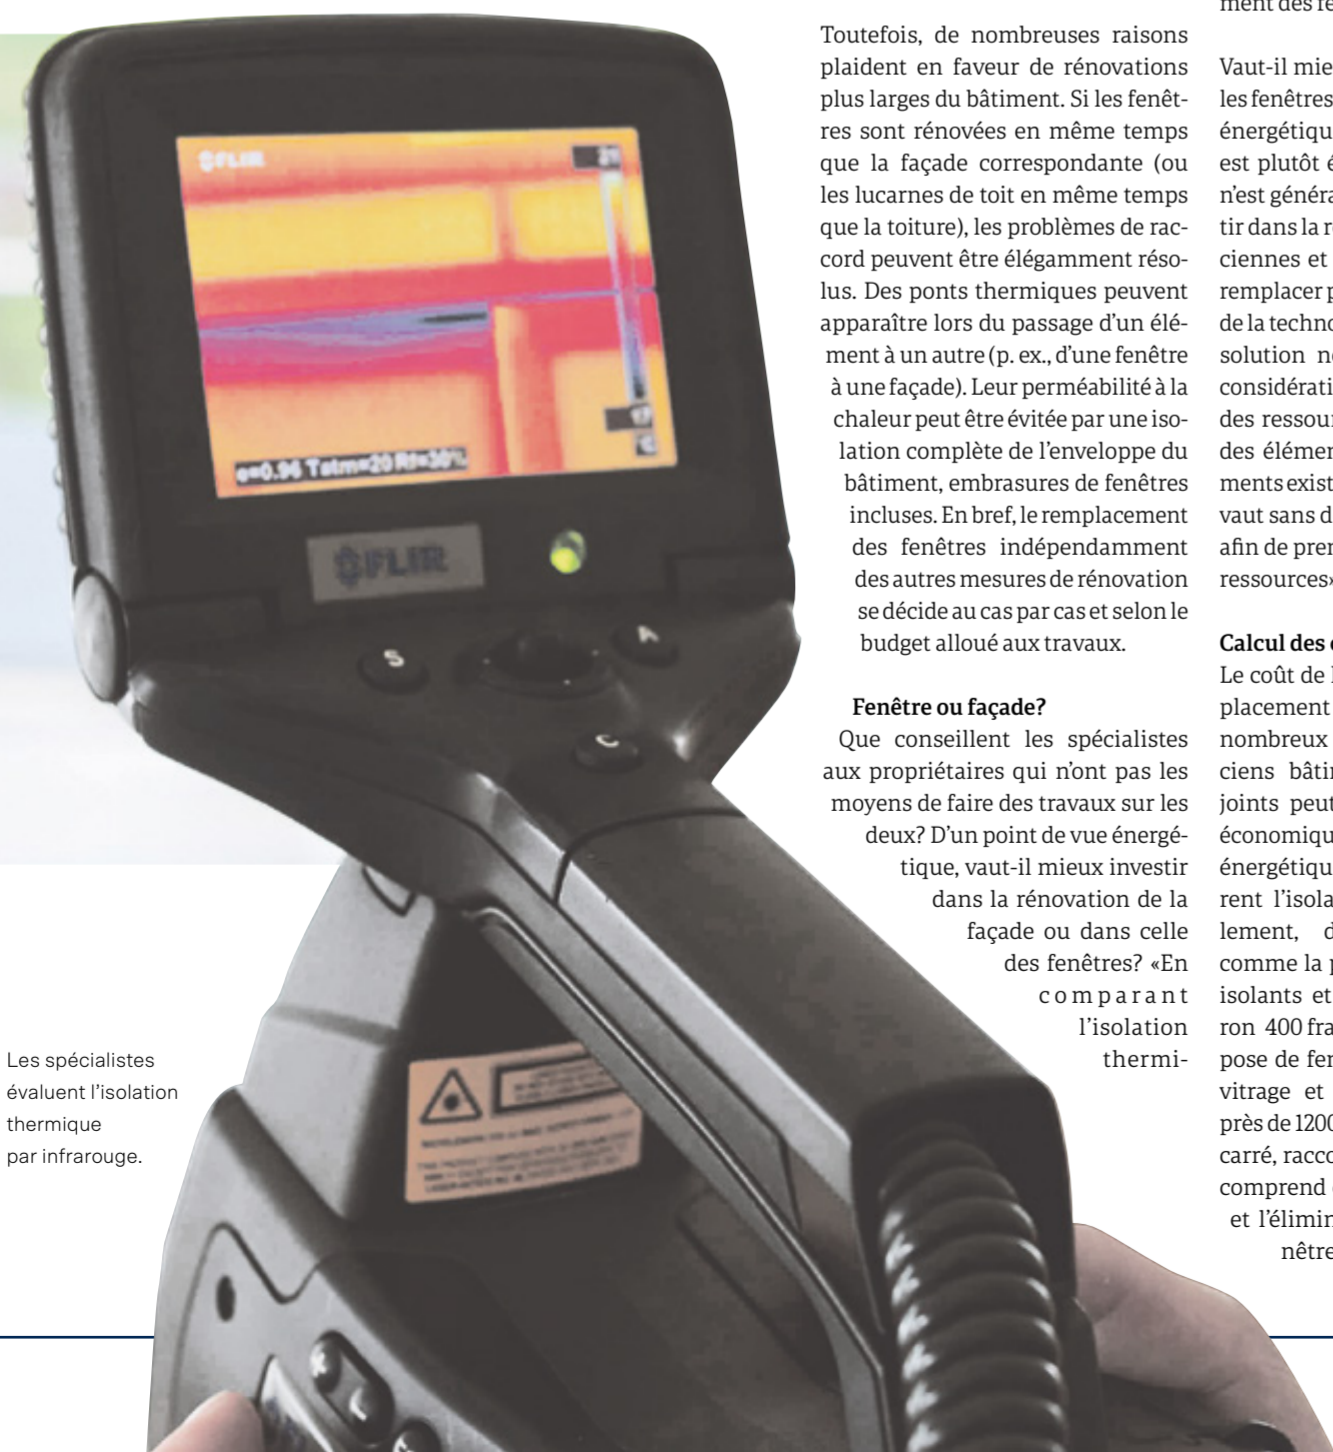 Toutefois, de nombreuses raisons
plaident en faveur de rénovations
plus larges du bâtiment. Si les fenêt-
res sont rénovées en même temps
que la façade correspondante (ou
les lucarnes de toit en même temps
que la toiture), les problèmes de rac-
cord peuvent être élégamment réso-
lus. Des ponts thermiques peuvent
apparaître lors du passage d'un élé-
ment à un autre (p. ex., d'une fenêtre
à une façade). Leur perméabilité à la
chaleur peut être évitée par une iso-
lation complète de l'enveloppe du
bâtiment, embrasures de fenêtres
incluses. En bref, le remplacement
des fenêtres indépendamment
des autres mesures de rénovation
se décide au cas par cas et selon le
budget alloué aux travaux.
Fenêtre ou façade?
Que conseillent les spécialistes
aux propriétaires qui n'ont pas les
moyens de faire des travaux sur les
deux? D'un point de vue énergé-
tique, vaut-il mieux investir
dans la rénovation de la
façade ou dans celle
des fenêtres? «En
comparant
l'isolation
thermi-
ment des fe
Vaut-il mie
les fenêtres
énergétiqu
est plutôt é
n'est généra
tir dans la r
ciennes et
remplacer p
de la techno
solution n
considérati
des ressour
des élémen
ments exist
vaut sans d
afin de prer
ressources»
Calcul des
Le coût de l
placement
nombreux
ciens bâtir
joints peut
économiqu
énergétiqu
rent l'isola
lement, d
comme la p
isolants et
ron 400 fra
pose de fer
vitrage et
près de 1200
carré, racco
comprend
et l'élimin
nêtre
Les spécialistes
évaluent l'isolation
thermique
par infrarouge.
FLIR
21
17
°C
e=0.96 Tatm=20 Rf=30%
FLIR
S
A
C